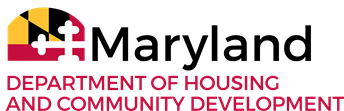 Maryland
DEPARTMENT OF HOUSING
AND COMMUNITY DEVELOPMENT